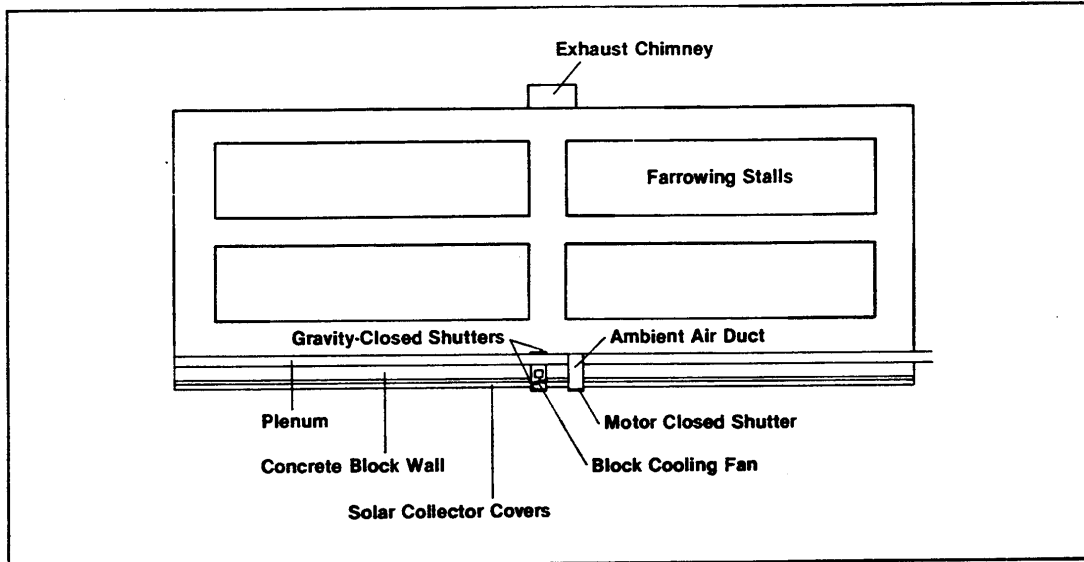 Exhaust Chimney
Farrowing Stalls
Gravity-Closed Shutters
Ambient Air Duct
Plenum
Motor Closed Shutter
Concrete Block Wall
Block Cooling Fan
Solar Collector Covers